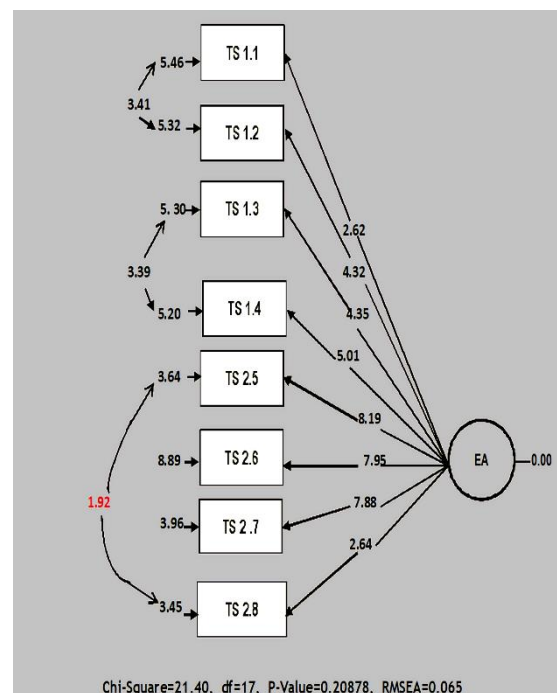 TS 1.1
5.46
3.41
5.32
TS 1.2
5.30
TS 1.3
2.62
4.32
3.39
4.35
5.20
TS 1.4
5.01
3.64
TS 2.5
8.19
8.89
TS 2.6
7.95
EA
0.00
1.92
3.96
TS 2.7
7.88
2.64
3.45
TS 2.8
Chi-Square=21.40, df=17, P-Value=0.20878, RMSEA=0.065